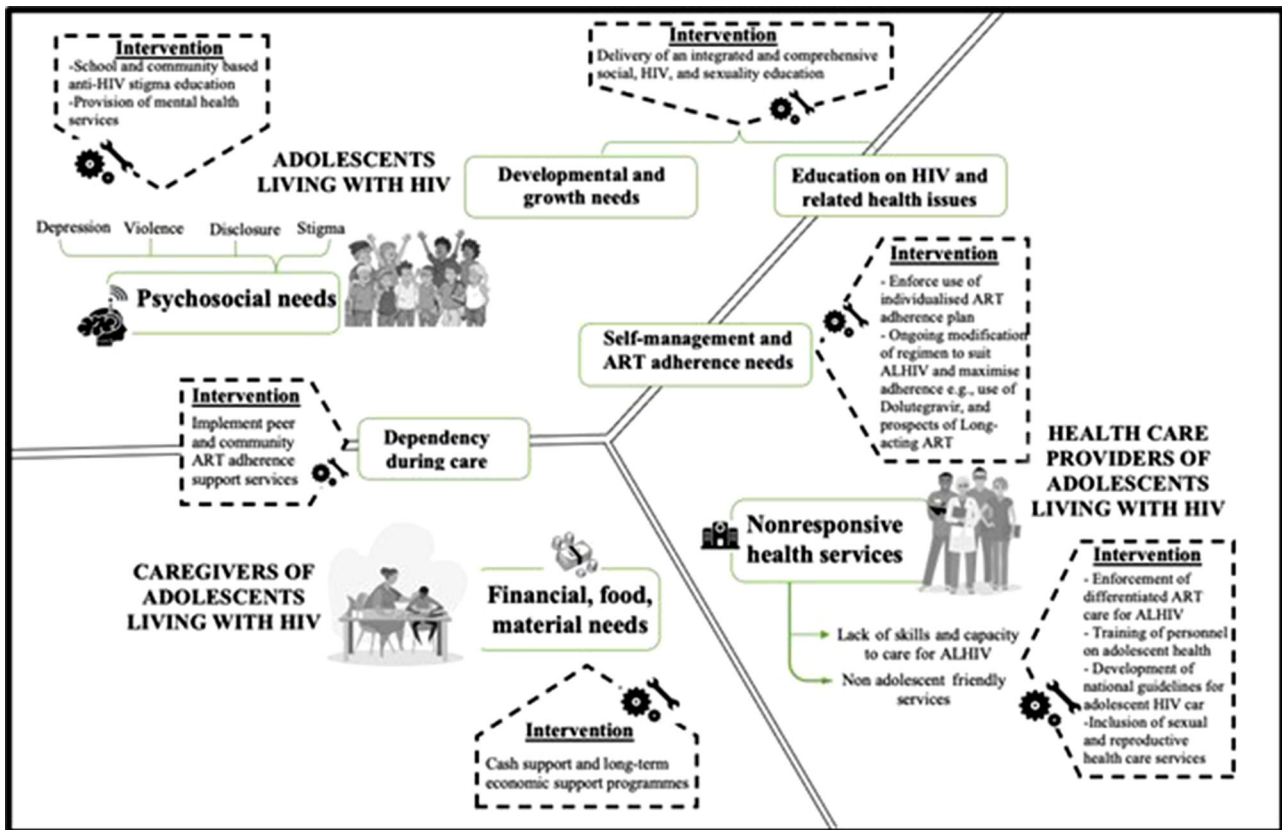 Intervention
-School and community based
anti-HIV stigma education
-Provision of mental health
services
Intervention
Delivery of an integrated and comprehensive
social, HIV, and sexuality education
ADOLESCENTS
LIVING WITH HIV
Developmental and
growth needs
Education on HIV and
related health issues
Depression Violence Disclosure Stigma
Psychosocial needs
Intervention
- Enforce use of
individualised ART
adherence plan
- Ongoing modification
of regimen to suit
ALHIV and maximise
adherence e.g., use of
Dolutegravir, and
prospects of Long-
acting ART
Self-management and
ART adherence needs
Intervention
Implement peer
and community
ART adherence
support services
Dependency
during care
HEALTH CARE
PROVIDERS OF
ADOLESCENTS
LIVING WITH HIV
Nonresponsive
health services
Lack of skills and capacity
to care for ALHIV
Non adolescent friendly
services
Intervention
- Enforcement of
differentiated ART
care for ALHIV
- Training of personnel
on adolescent health
- Development of
national guidelines for
adolescent HIV car
-Inclusion of sexual
and reproductive
health care services
CAREGIVERS OF
ADOLESCENTS
LIVING WITH HIV
Financial, food,
material needs
Intervention
Cash support and long-term
economic support programmes